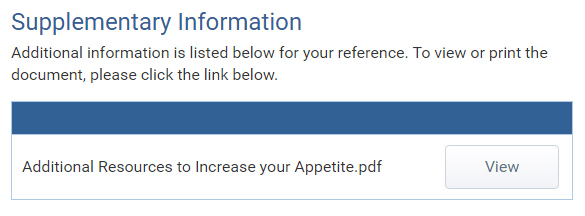 Supplementary Information
Additional information is listed below for your reference. To view or print the
document, please click the link below.
Additional Resources to Increase your Appetite.pdf
View